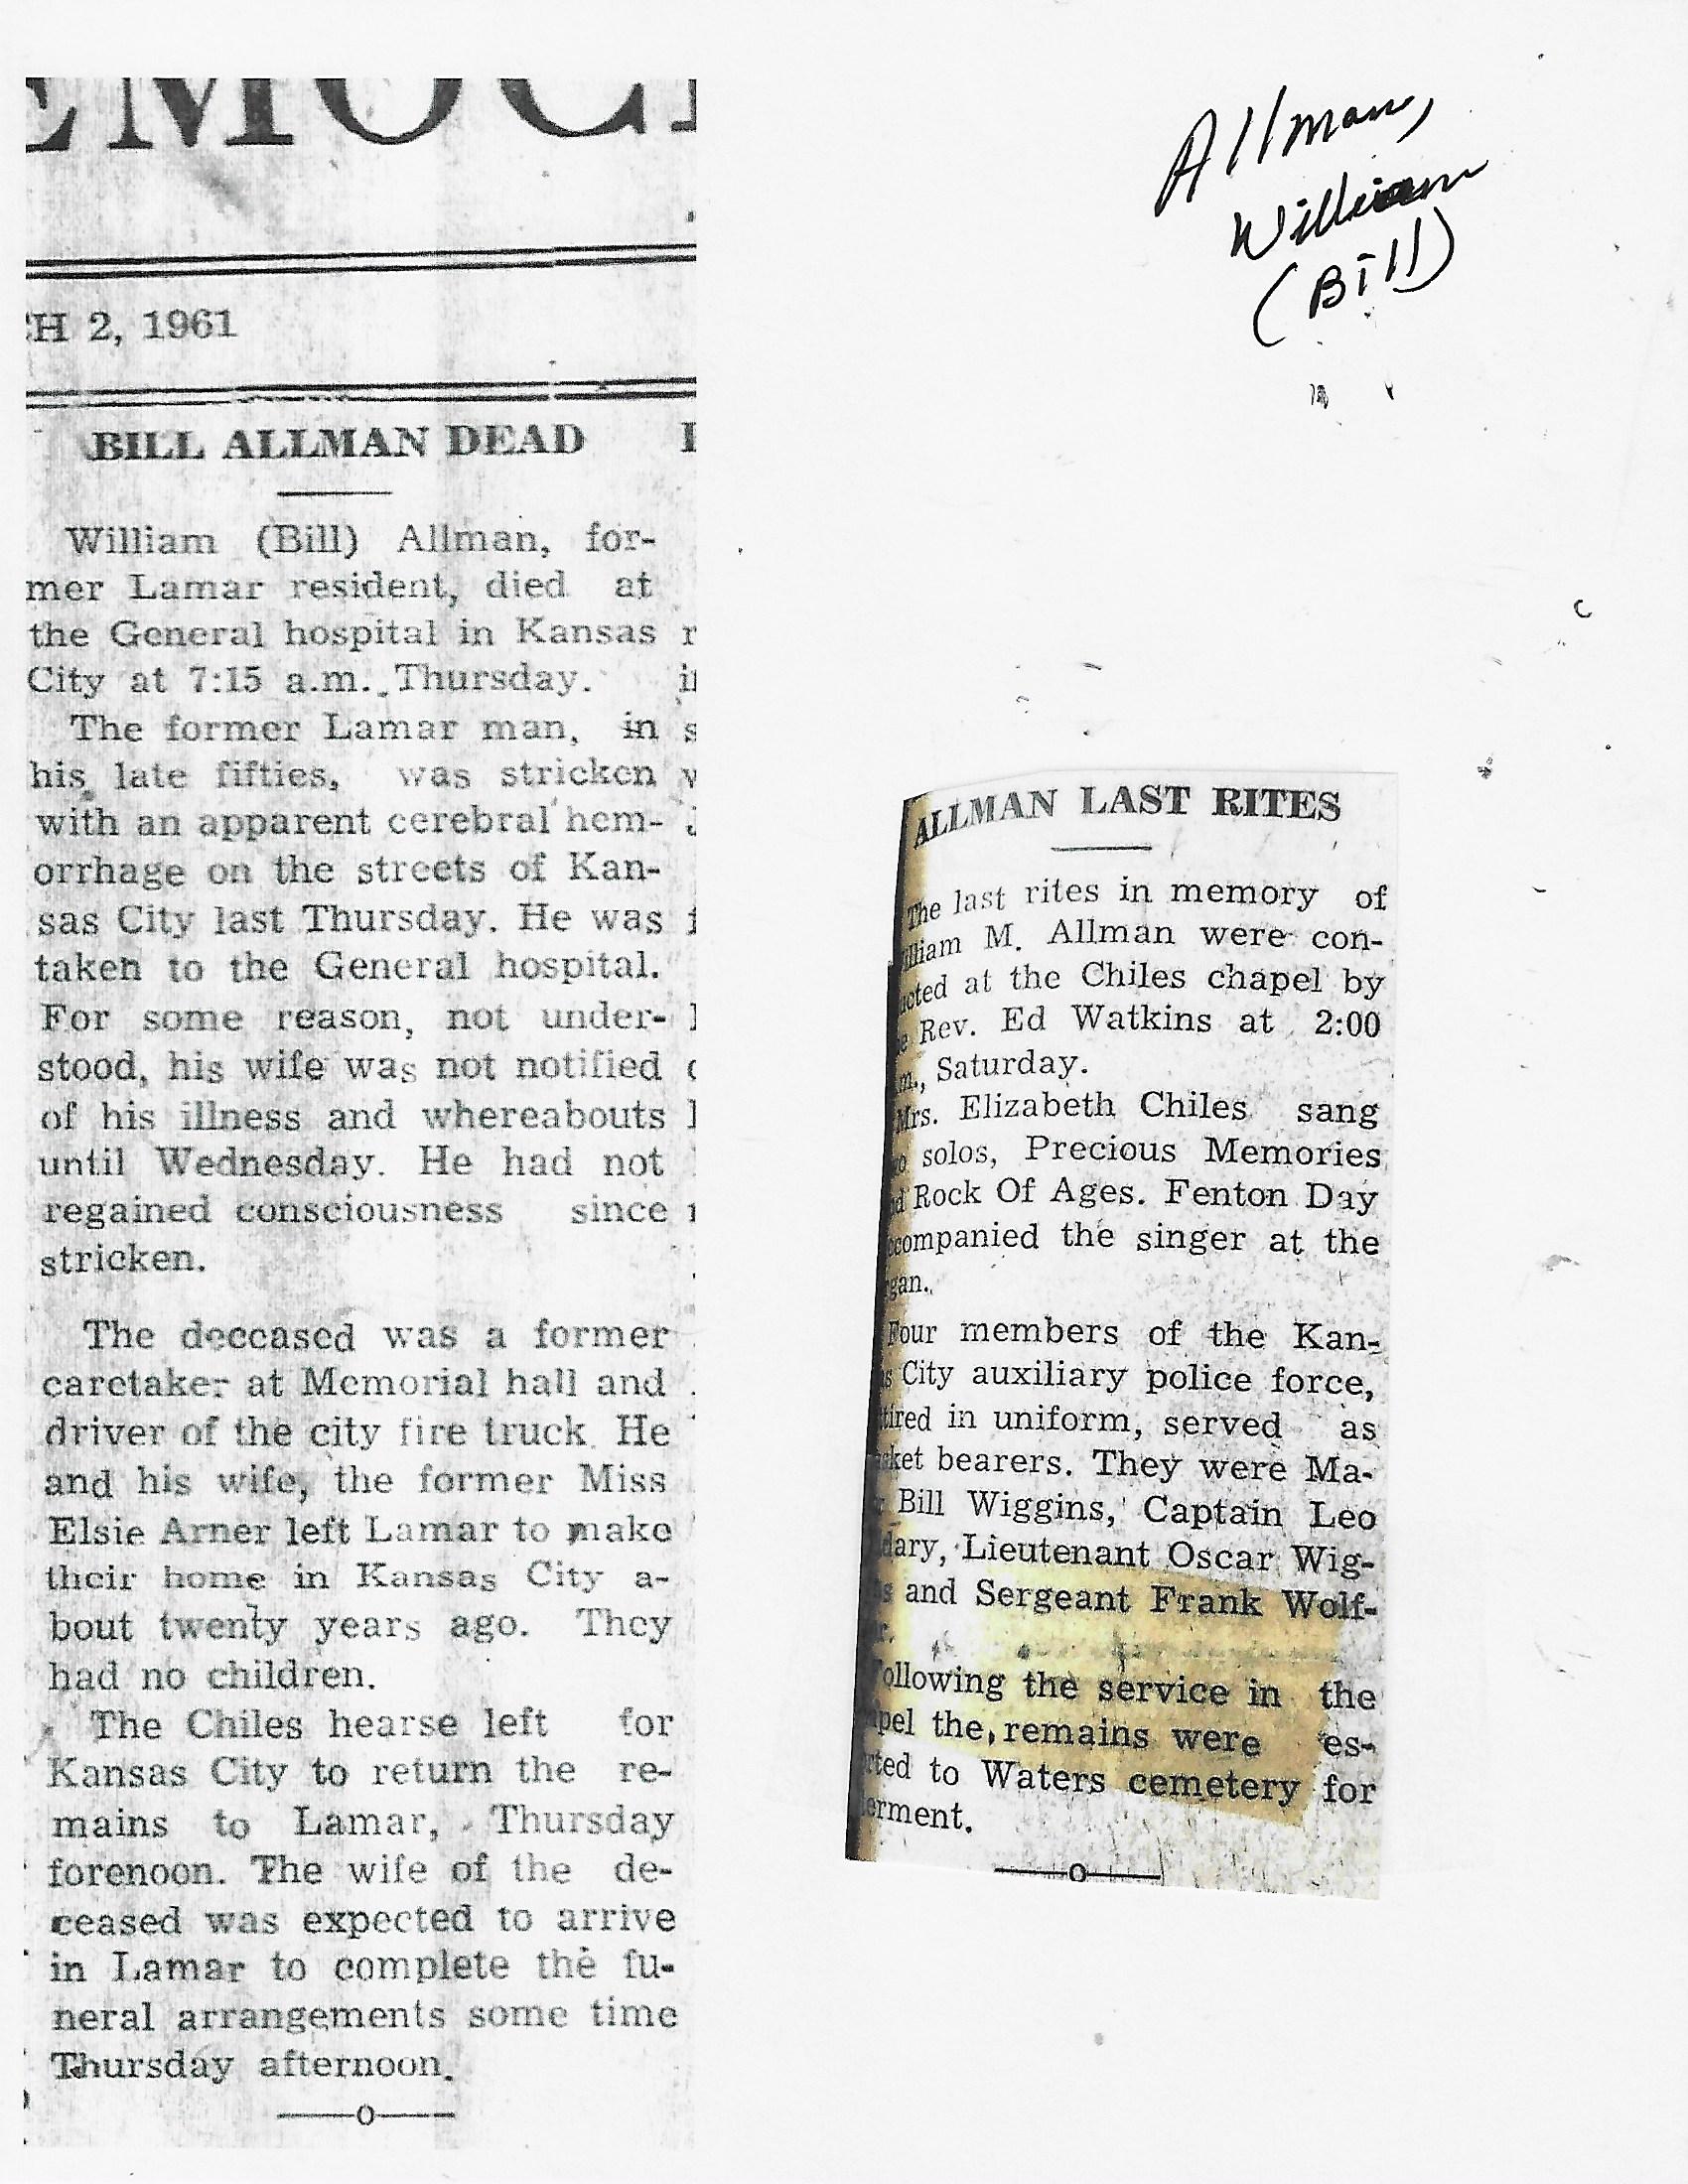 EMOC
H 2, 1961
BILL ALLMAN DEAD
William (Bill) Allman, for-
mer Lamar resident, died at
the General hospital in Kansas
City at 7:15 a.m. Thursday.
The former Lamar man, in
his late fifties, was stricken
with an apparent cerebral hem-
orrhage on the streets of Kan-
sas City last Thursday. He was
taken to the General hospital.
For some reason, not under-
stood, his wife was not notified
of his illness and whereabouts
until Wednesday. He had not
regained consciousness since
stricken.
The deceased was a former
caretaker at Memorial hall and
driver of the city fire truck. He
and his wife, the former Miss
Elsie Arner left Lamar to make
their home in Kansas City a-
bout twenty years ago. They
had no children.
The Chiles hearse left for
Kansas City to return the re-
mains to Lamar, Thursday
forenoon. The wife of the de-
ceased was expected to arrive
in Lamar to complete the fu-
neral arrangements some time
Thursday afternoon.
Allman,
William
(Bill)
ALLMAN LAST RITES
The last rites in memory of
lliam M. Allman were con-
cted at the Chiles chapel by
e Rev. Ed Watkins at 2:00
m., Saturday.
Mrs. Elizabeth Chiles sang
o solos, Precious Memories
d Rock Of Ages. Fenton Day
ccompanied the singer at the
gan.
Four members of the Kan-
s City auxiliary police force,
tired in uniform, served as
sket bearers. They were Ma-
Bill Wiggins, Captain Leo
dary, Lieutenant Oscar Wig-
s and Sergeant Frank Wolf-
r.
ollowing the service in the
pel the remains were es-
rted to Waters cemetery for
erment.